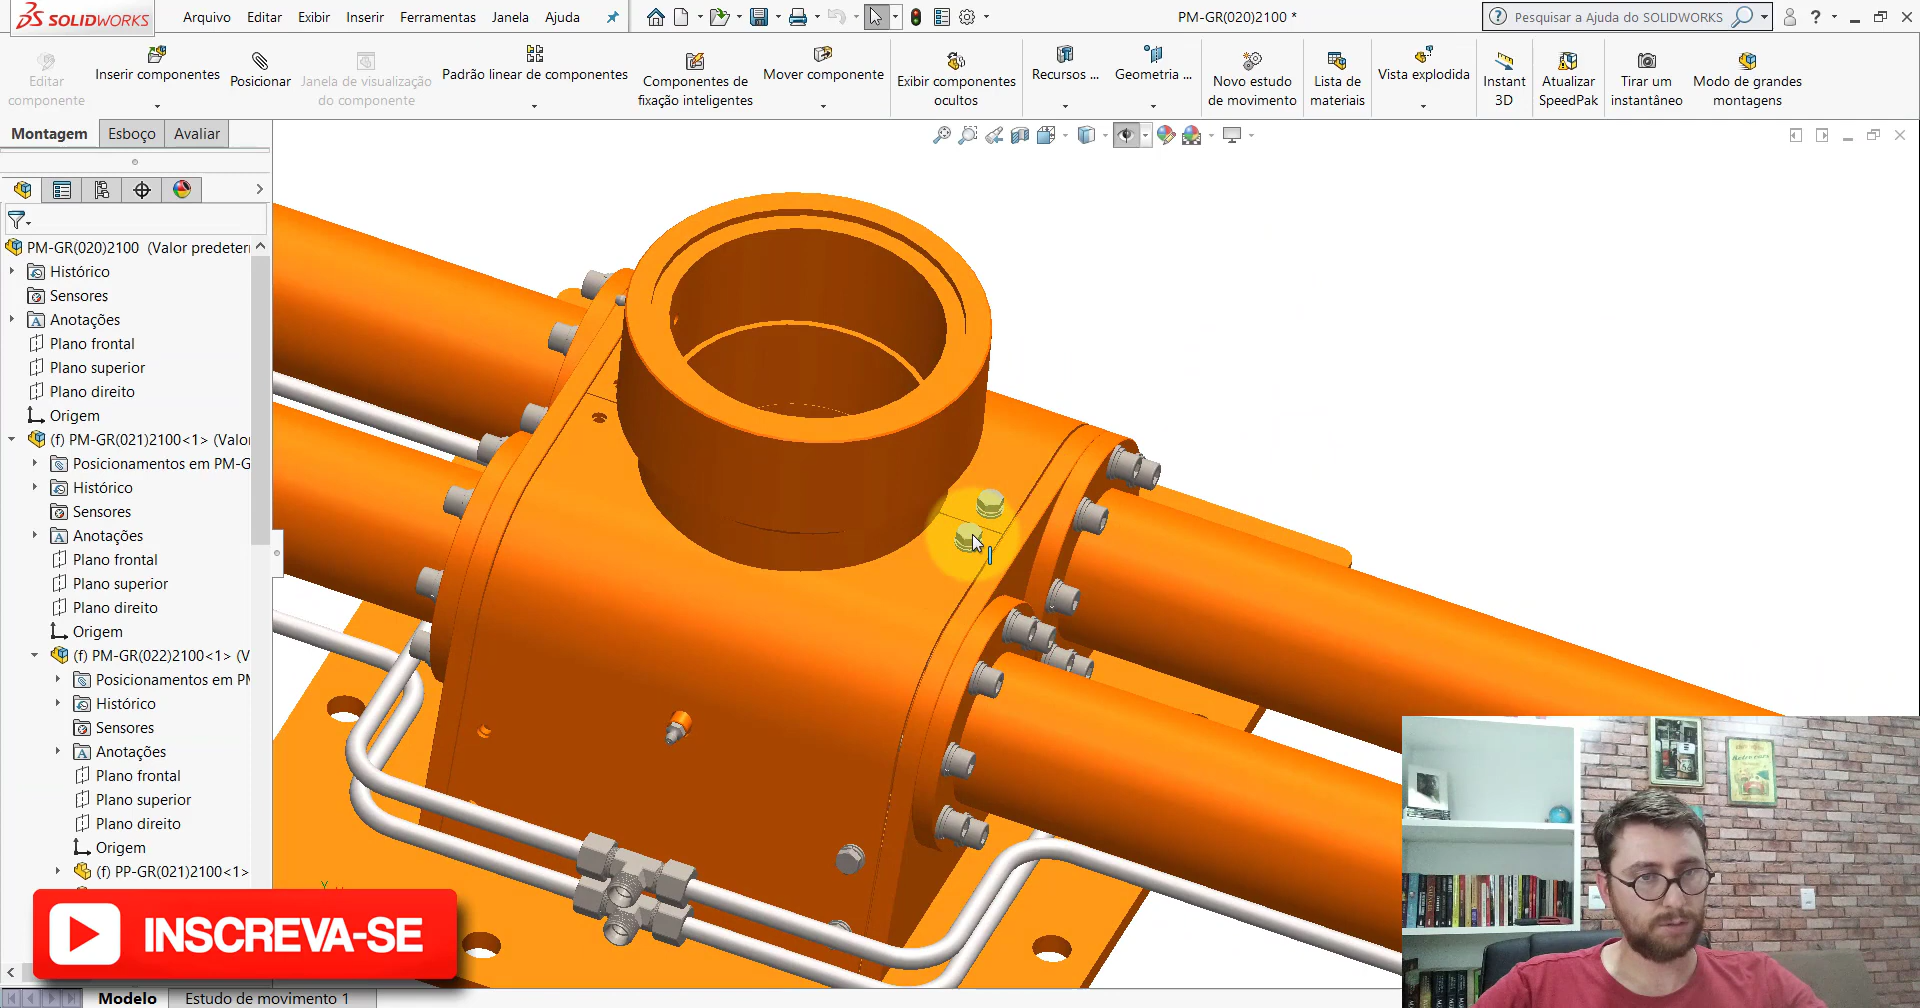 SOLIDWORKS
Arquivo Editar Exibir Inserir Ferramentas Janela Ajuda
PM-GR(020)2100 *
Pesquisar a Ajuda do SOLIDWORKS
Editar componente
Inserir componentes
Posicionar
Janela de visualização do componente
Padrão linear de componentes
Componentes de fixação inteligentes
Mover componente
Exibir componentes ocultos
Recursos ...
Geometria ...
Novo estudo de movimento
Lista de materiais
Vista explodida
Instant 3D
Atualizar SpeedPak
Tirar um instantâneo
Modo de grandes montagens
Montagem Esboço Avaliar
PM-GR(020)2100 (Valor predeter
Histórico
Sensores
Anotações
Plano frontal
Plano superior
Plano direito
Origem
(f) PM-GR(021)2100<1> (Valo
Posicionamentos em PM-G
Histórico
Sensores
Anotações
Plano frontal
Plano superior
Plano direito
Origem
(f) PM-GR(022)2100<1> (V
Posicionamentos em PM
Histórico
Sensores
Anotações
Plano frontal
Plano superior
Plano direito
Origem
(f) PP-GR(021)2100<1>
INSCREVA-SE
Modelo Estudo de movimento 1